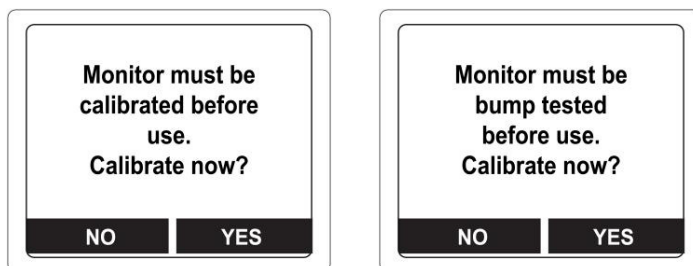 Monitor must be
calibrated before
use.
Calibrate now?
NO YES
Monitor must be
bump tested
before use.
Calibrate now?
NO YES